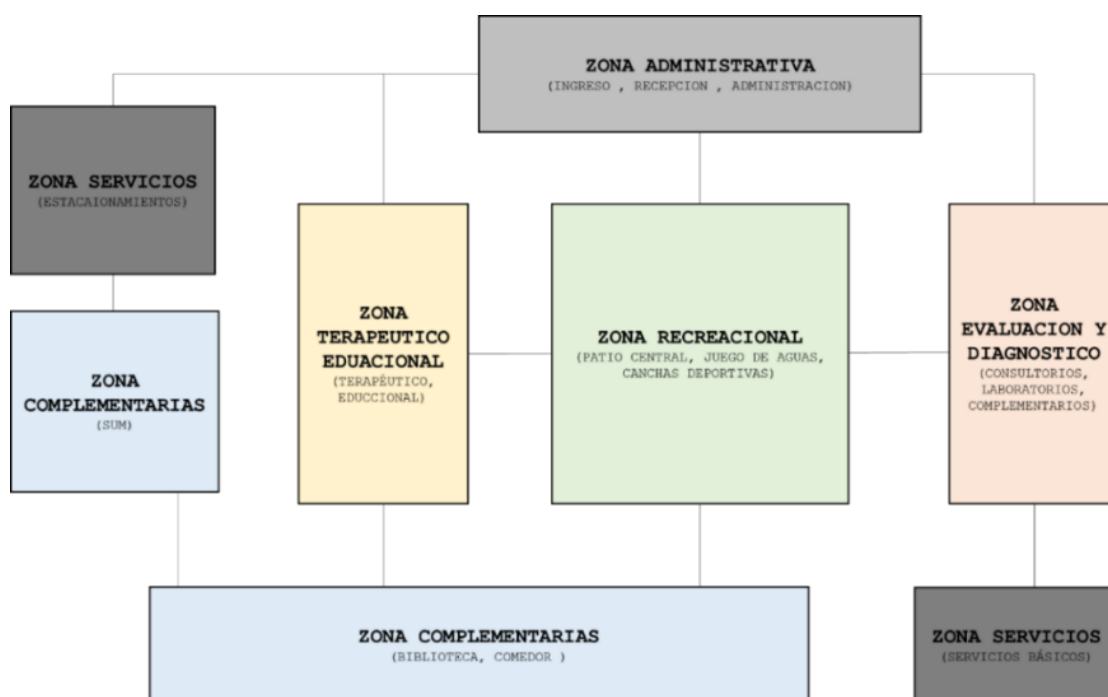 ZONA ADMINISTRATIVA
(INGRESO , RECEPCION , ADMINISTRACION)
ZONA SERVICIOS
(ESTACAIONAMIENTOS)
ZONA
TERAPEUTICO
EDUACIONAL
(TERAPÉUTICO,
EDUCCIONAL)
ZONA RECREACIONAL
(PATIO CENTRAL, JUEGO DE AGUAS,
CANCHAS DEPORTIVAS)
ZONA
EVALUACION Y
DIAGNOSTICO
(CONSULTORIOS,
LABORATORIOS,
COMPLEMENTARIOS)
ZONA
COMPLEMENTARIAS
(SUM)
ZONA COMPLEMENTARIAS
(BIBLIOTECA, COMEDOR )
ZONA SERVICIOS
(SERVICIOS BÁSICOS)